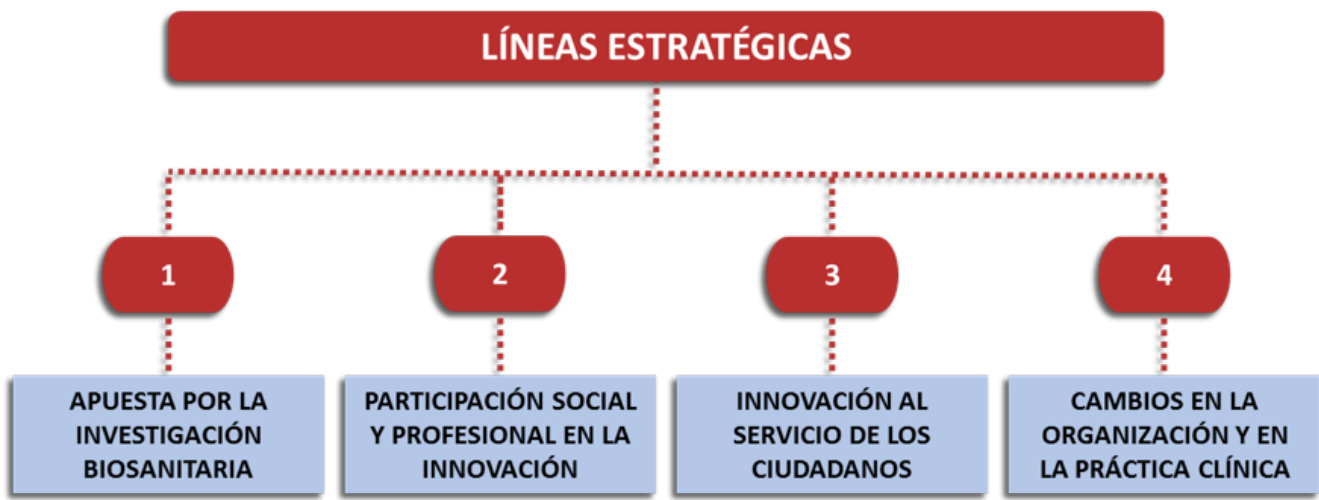 LÍNEAS ESTRATÉGICAS
1
2
3
4
APUESTA POR LA
INVESTIGACIÓN
BIOSANITARIA
PARTICIPACIÓN SOCIAL
Y PROFESIONAL EN LA
INNOVACIÓN
INNOVACIÓN AL
SERVICIO DE LOS
CIUDADANOS
CAMBIOS EN LA
ORGANIZACIÓN Y EN
LA PRÁCTICA CLÍNICA